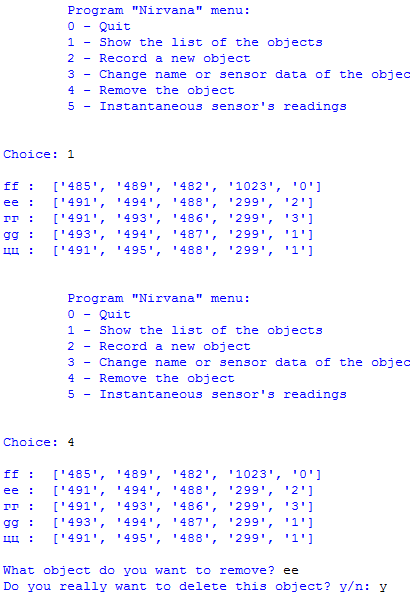 Program "Nirvana" menu:
0 - Quit
1 - Show the list of the objects
2 - Record a new object
3 - Change name or sensor data of the objec
4 - Remove the object
5 - Instantaneous sensor's readings
Choice: 1
ff :  ['485', '489', '482', '1023', '0']
ee :  ['491', '494', '488', '299', '2']
гг :  ['491', '493', '486', '299', '3']
gg :  ['493', '494', '487', '299', '1']
цц :  ['491', '495', '488', '299', '1']
Program "Nirvana" menu:
0 - Quit
1 - Show the list of the objects
2 - Record a new object
3 - Change name or sensor data of the objec
4 - Remove the object
5 - Instantaneous sensor's readings
Choice: 4
ff :  ['485', '489', '482', '1023', '0']
ee :  ['491', '494', '488', '299', '2']
гг :  ['491', '493', '486', '299', '3']
gg :  ['493', '494', '487', '299', '1']
цц :  ['491', '495', '488', '299', '1']
What object do you want to remove? ee
Do you really want to delete this object? y/n: y